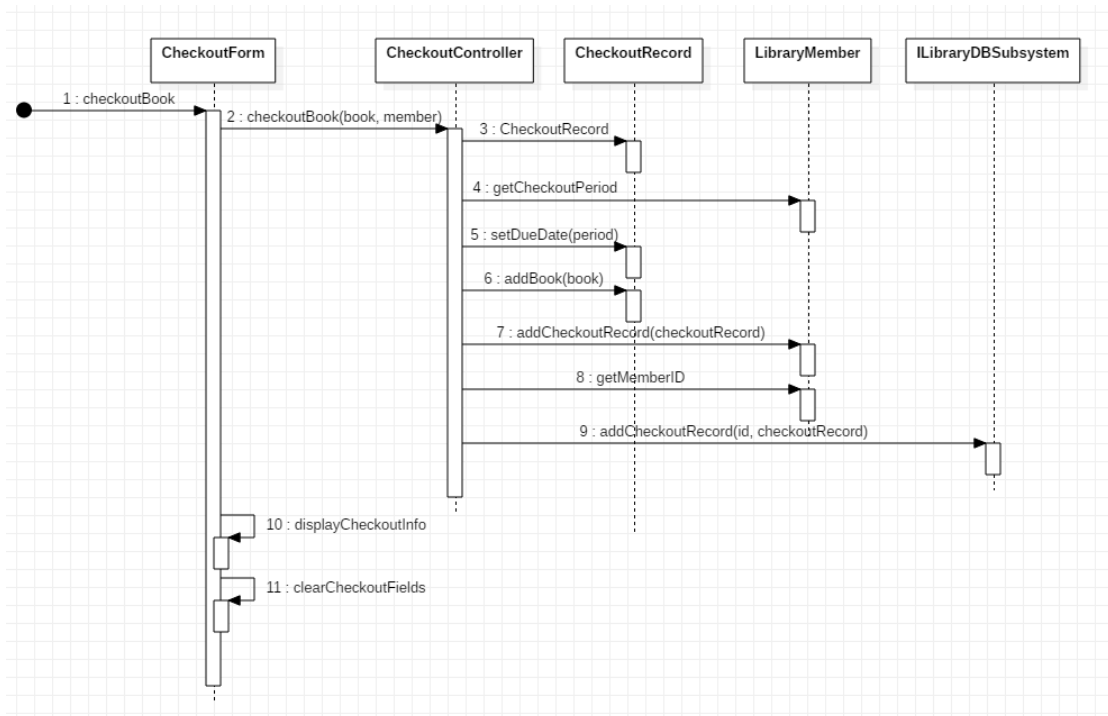 CheckoutForm
CheckoutController
CheckoutRecord
LibraryMember
ILibraryDBSubsystem
1 : checkoutBook
2 : checkoutBook(book, member)
3 : CheckoutRecord
4 : getCheckoutPeriod
5 : setDueDate(period)
6 : addBook(book)
7 : addCheckoutRecord(checkoutRecord)
8 : getMemberID
9 : addCheckoutRecord(id, checkoutRecord)
10 : displayCheckoutInfo
11 : clearCheckoutFields